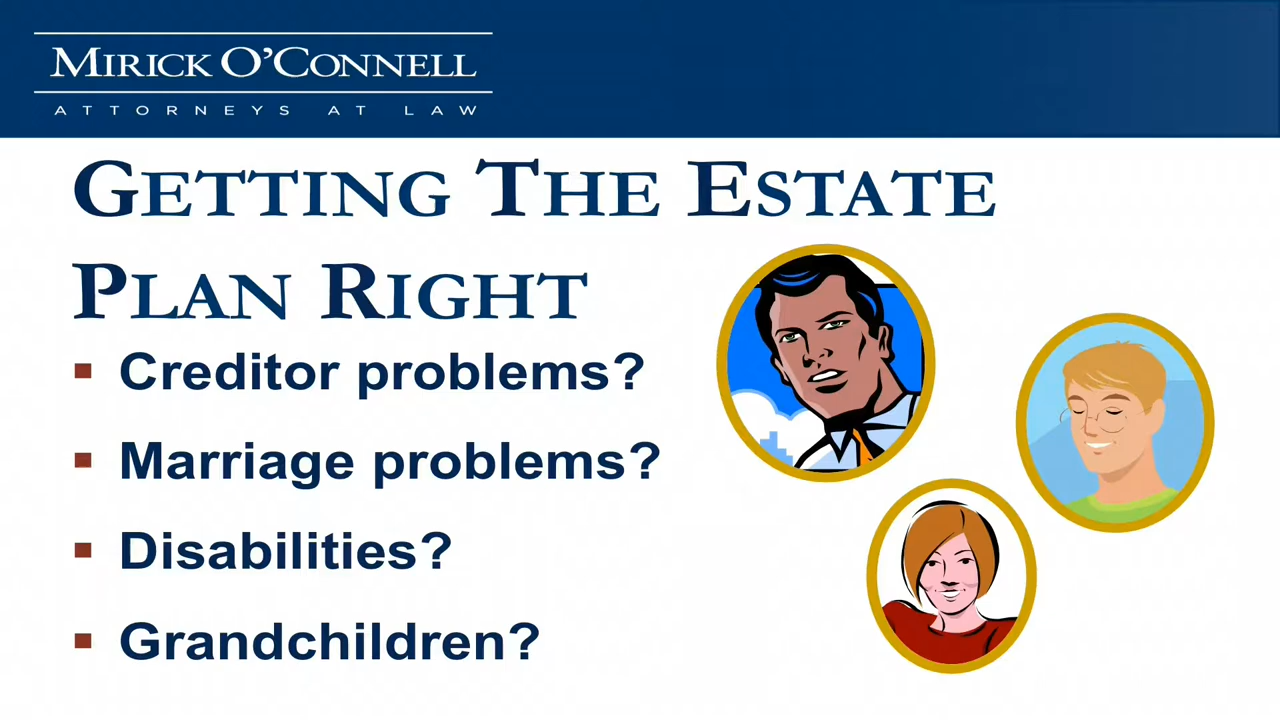 MIRICK O'CONNELL
ATTORNEYS AT LAW
GETTING THE ESTATE
PLAN RIGHT
▪ Creditor problems?
▪ Marriage problems?
▪ Disabilities?
▪ Grandchildren?